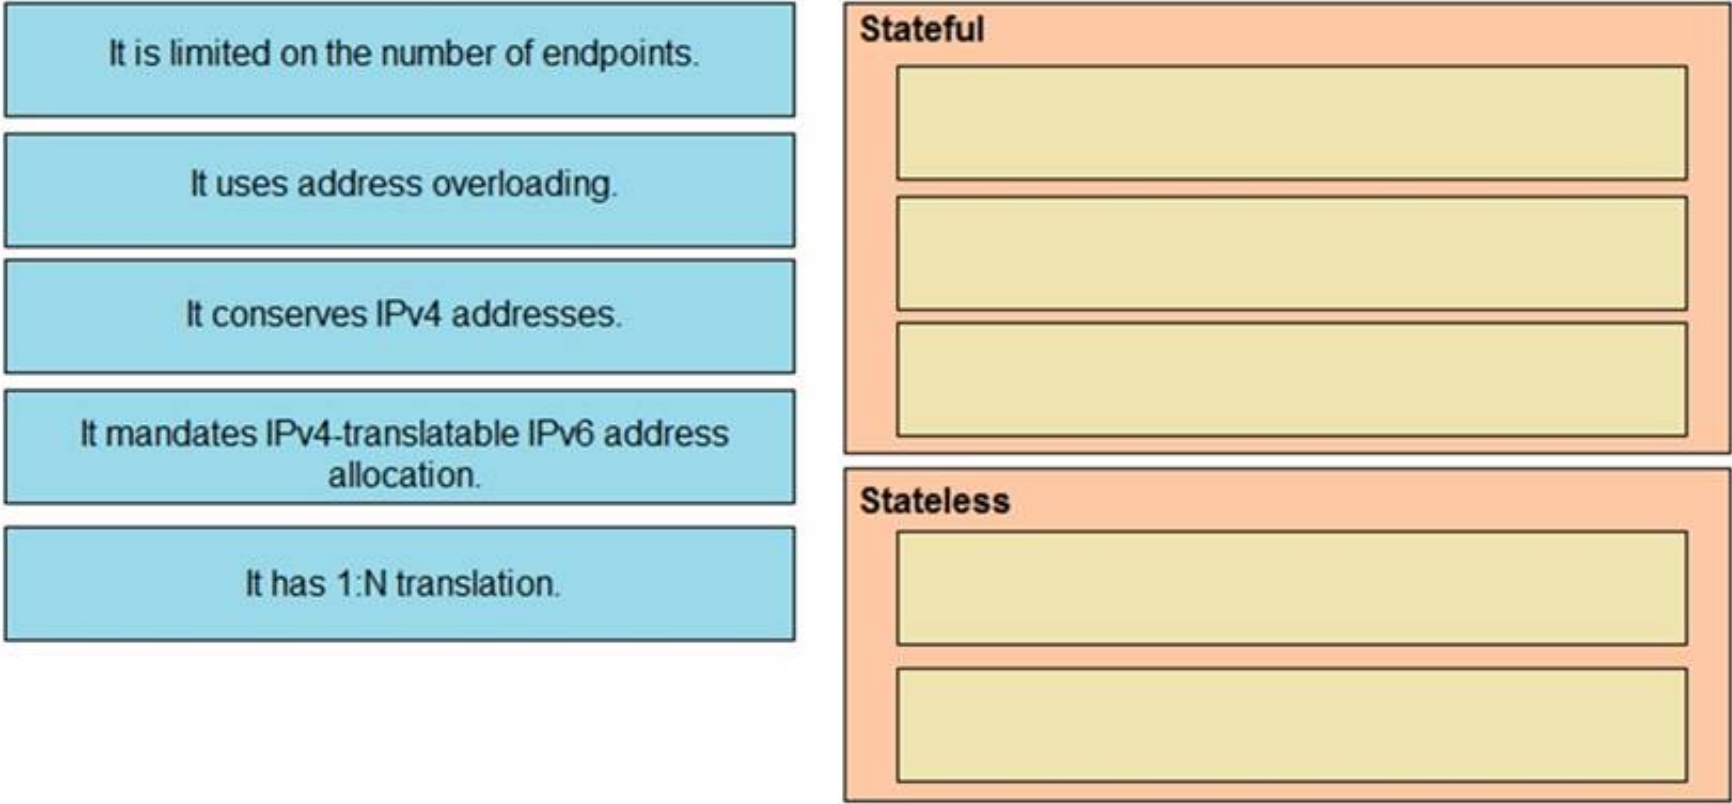 It is limited on the number of endpoints.
It uses address overloading.
It conserves IPv4 addresses.
It mandates IPv4-translatable IPv6 address
allocation.
It has 1:N translation.
Stateful
Stateless